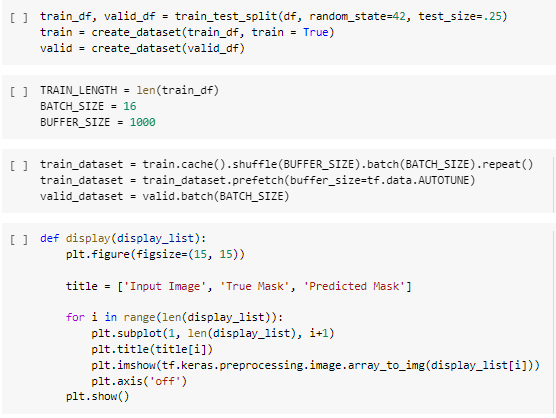 [ ] train_df, valid_df = train_test_split(df, random_state=42, test_size=.25)
train = create_dataset(train_df, train = True)
valid = create_dataset(valid_df)
[ ] TRAIN_LENGTH = len(train_df)
BATCH_SIZE = 16
BUFFER_SIZE = 1000
[ ] train_dataset = train.cache().shuffle(BUFFER_SIZE).batch(BATCH_SIZE).repeat()
train_dataset = train_dataset.prefetch(buffer_size=tf.data.AUTOTUNE)
valid_dataset = valid.batch(BATCH_SIZE)
[ ] def display(display_list):
plt.figure(figsize=(15, 15))
title = ['Input Image', 'True Mask', 'Predicted Mask']
for i in range(len(display_list)):
plt.subplot(1, len(display_list), i+1)
plt.title(title[i])
plt.imshow(tf.keras.preprocessing.image.array_to_img(display_list[i]))
plt.axis('off')
plt.show()